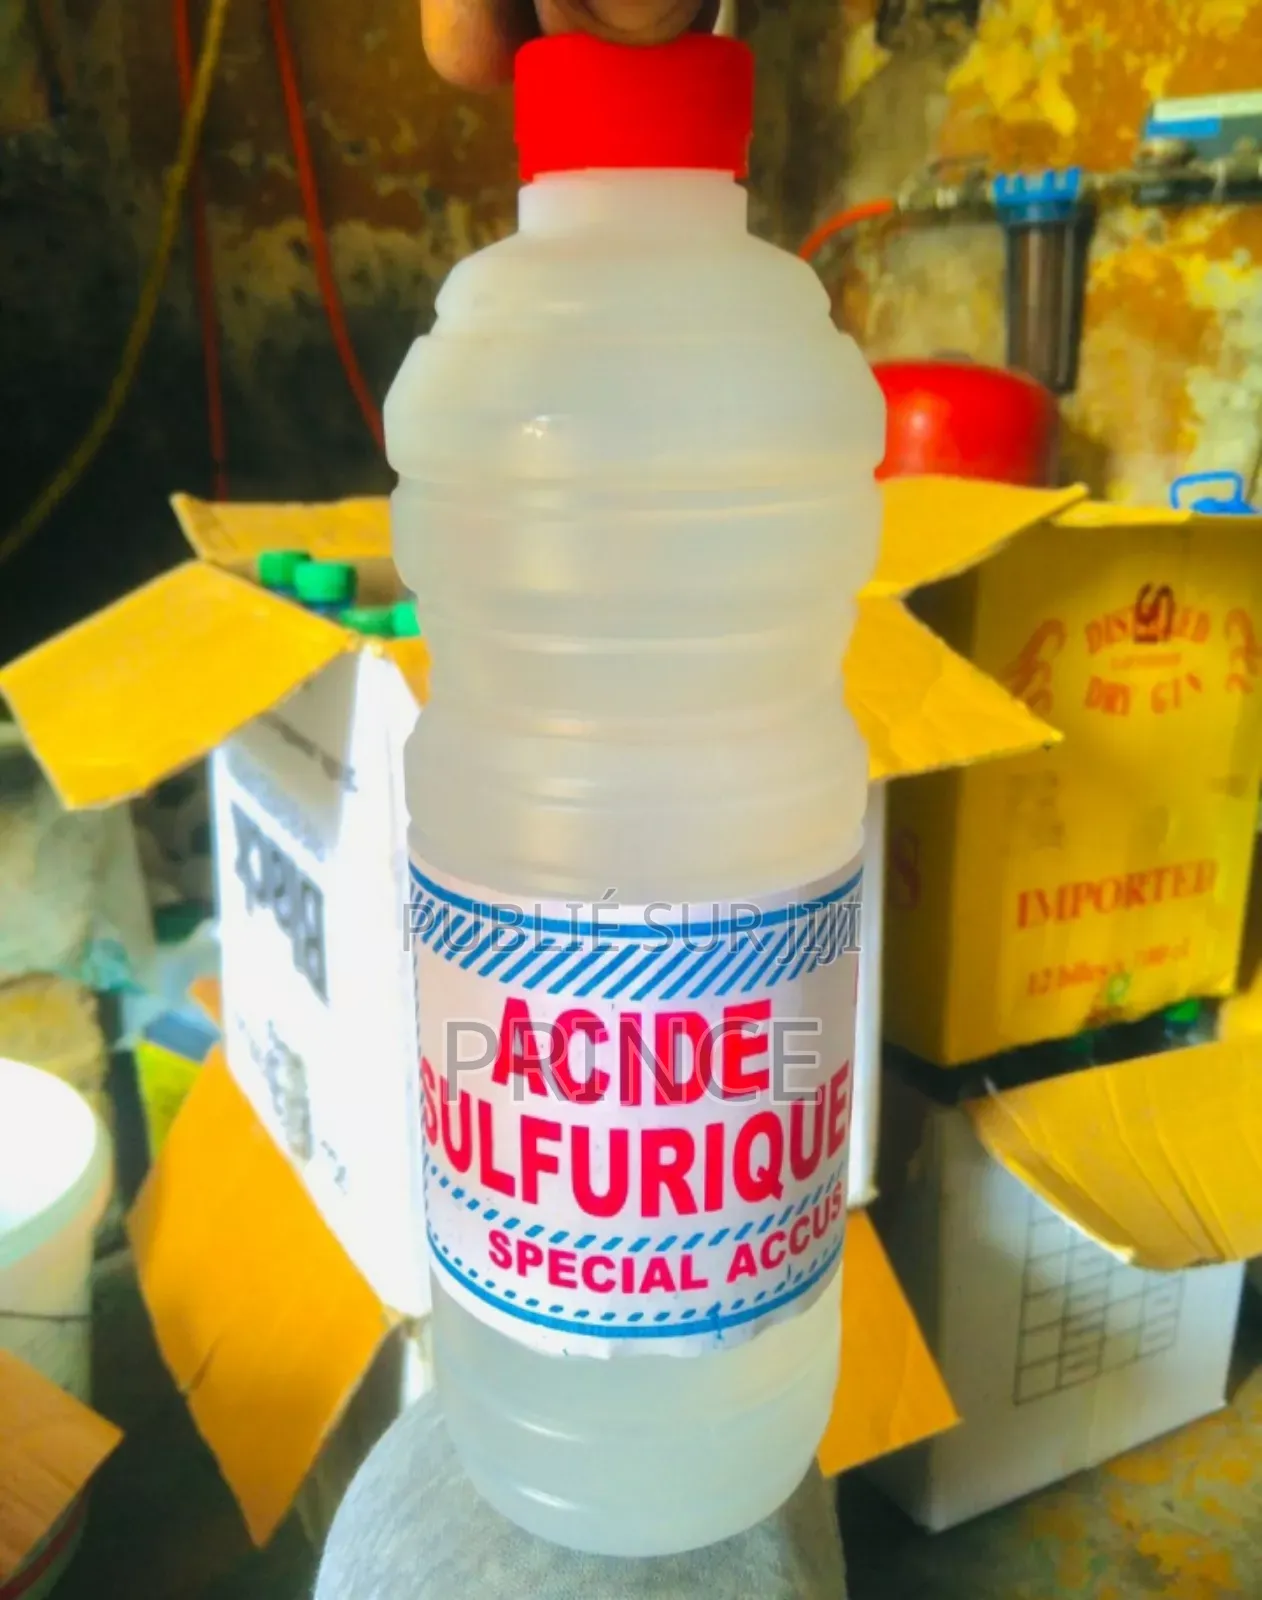 PUBLIÉ SUR JIJI
PRINCE
ACIDE
SULFURIQUE
SPECIAL ACCUS
DRY GIN
IMPORTED